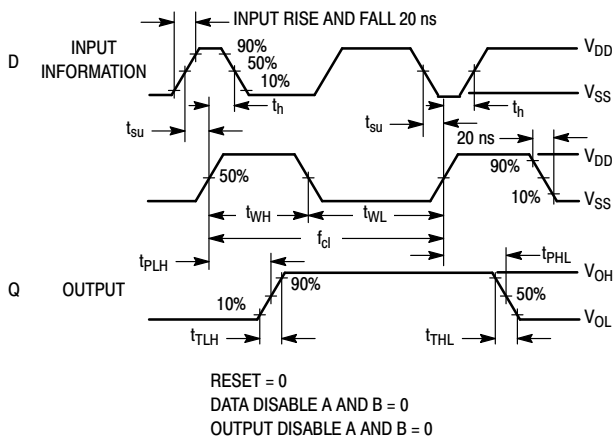 INPUT RISE AND FALL 20 ns
D
INPUT
INFORMATION
90%
50%
10%
V_DD
V_SS
t_h
t_h
t_su
t_su
20 ns
V_DD
50%
90%
10%
V_SS
t_WH
t_WL
f_cl
t_PLH
t_PHL
Q
OUTPUT
90%
V_OH
10%
50%
V_OL
t_TLH
t_THL
RESET = 0
DATA DISABLE A AND B = 0
OUTPUT DISABLE A AND B = 0